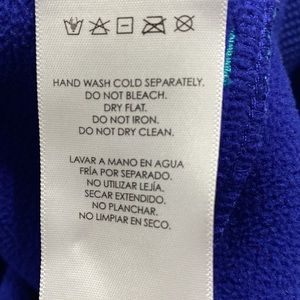 HAND WASH COLD SEPARATELY.
DO NOT BLEACH.
DRY FLAT.
DO NOT IRON.
DO NOT DRY CLEAN.
LAVAR A MANO EN AGUA
FRÍA POR SEPARADO.
NO UTILIZAR LEJÍA.
SECAR EXTENDIDO.
NO PLANCHAR.
NO LIMPIAR EN SECO.